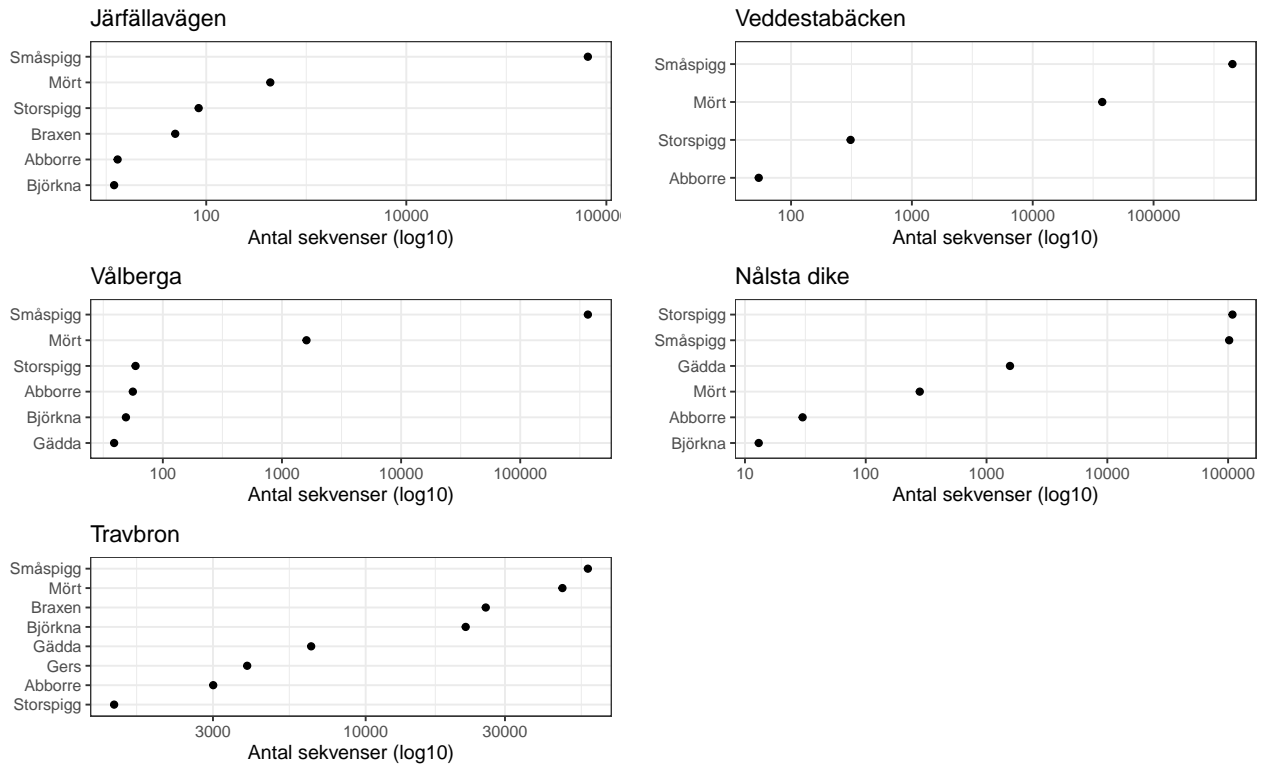 Järfällavägen
Småspigg
Mört
Storspigg
Braxen
Abborre
Björkna
100
10000
10000
Antal sekvenser (log10)
Veddestabäcken
Småspigg
Mört
Storspigg
Abborre
100
1000
10000
100000
Antal sekvenser (log10)
Vålberga
Småspigg
Mört
Storspigg
Abborre
Björkna
Gädda
100
1000
10000
100000
Antal sekvenser (log10)
Nålsta dike
Storspigg
Småspigg
Gädda
Mört
Abborre
Björkna
10
100
1000
10000
100000
Antal sekvenser (log10)
Travbron
Småspigg
Mört
Braxen
Björkna
Gädda
Gers
Abborre
Storspigg
3000
10000
30000
Antal sekvenser (log10)